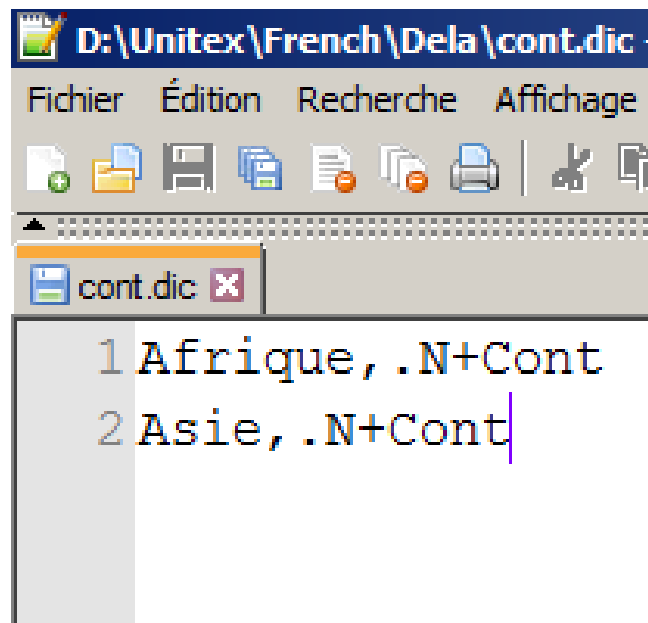 D:\Unitex\French\Dela\cont.dic -
Fichier Édition Recherche Affichage
cont.dic
1 Afrique,.N+Cont
2 Asie,.N+Cont